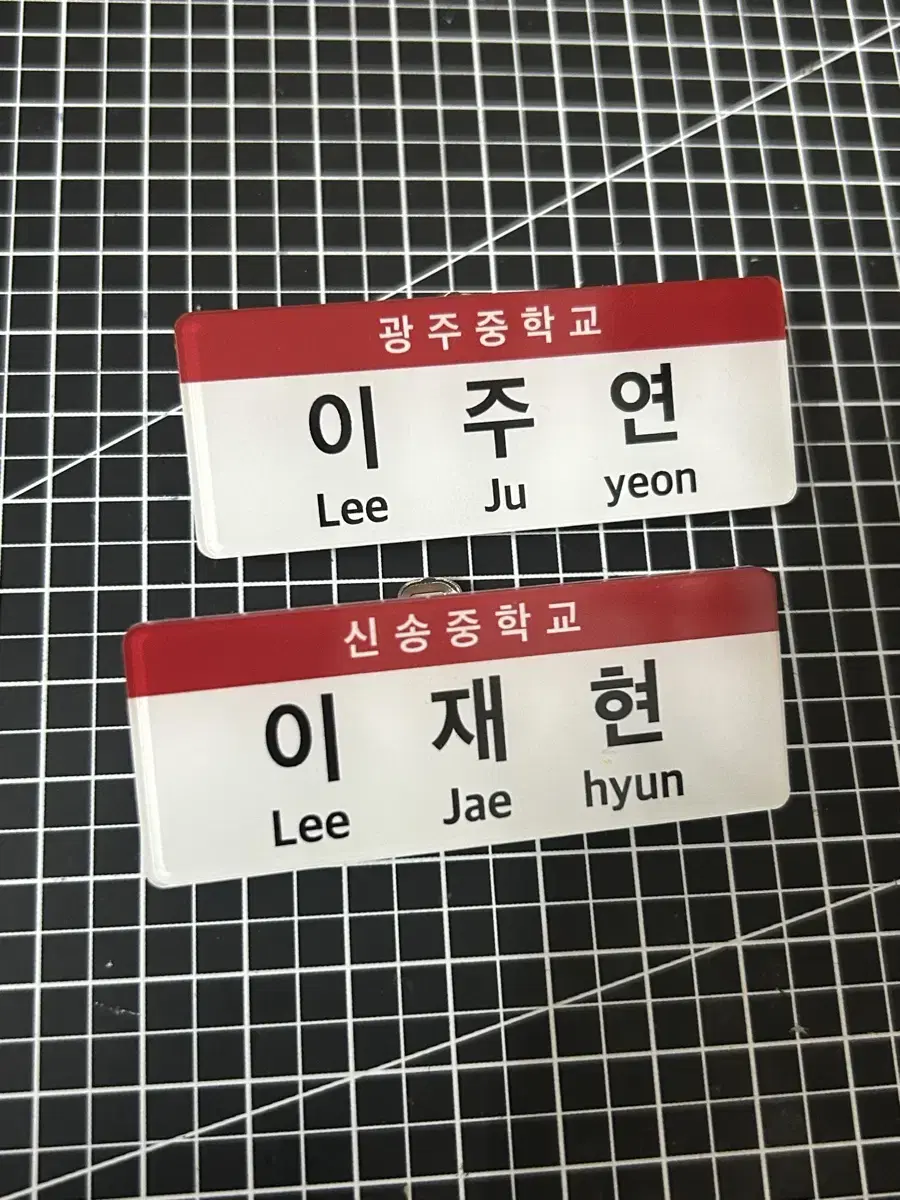 광주중학교
이 주 연
Lee Ju yeon
신송중학교
이 재 현
Lee Jae hyun